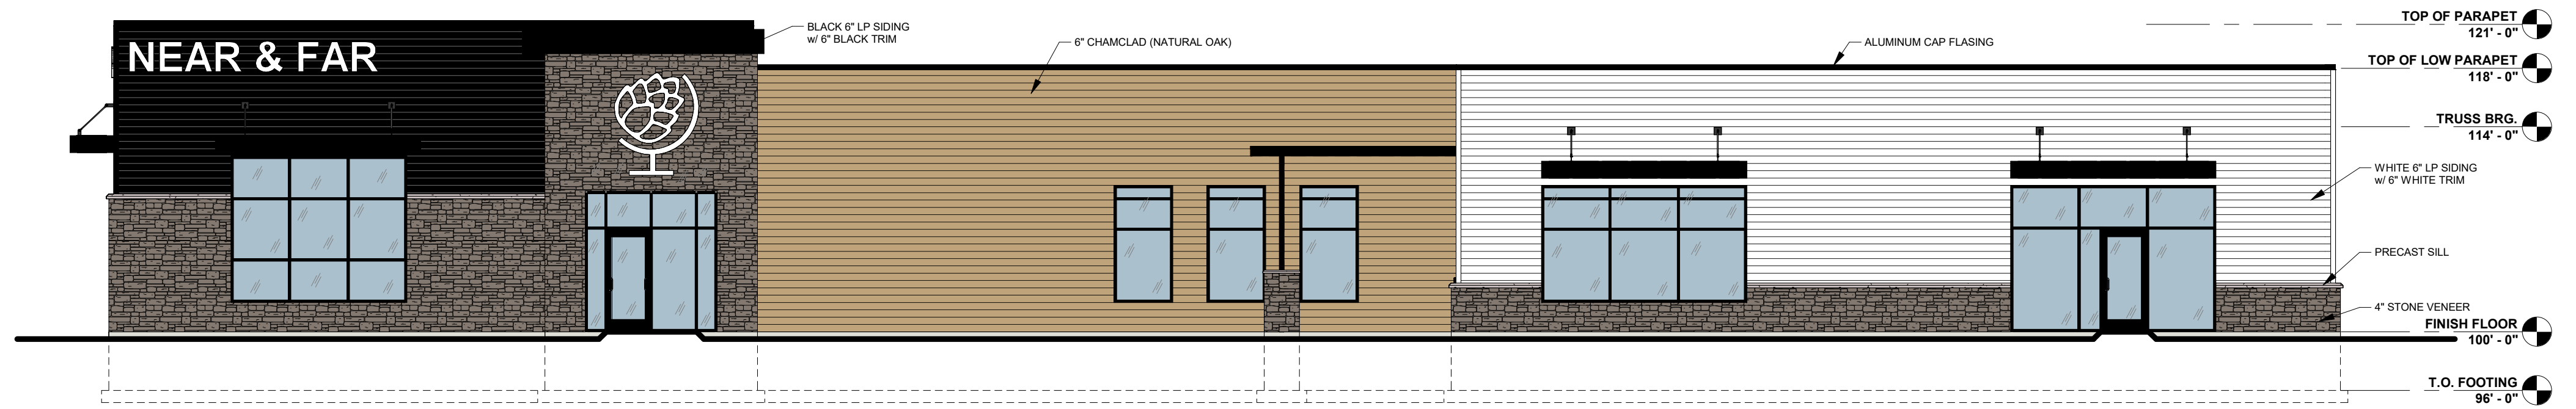 NEAR & FAR
BLACK 6" LP SIDING
w/ 6" BLACK TRIM
6" CHAMCLAD (NATURAL OAK)
ALUMINUM CAP FLASING
TOP OF PARAPET
121' - 0"
TOP OF LOW PARAPET
118' - 0"
TRUSS BRG.
114' - 0"
WHITE 6" LP SIDING
w/ 6" WHITE TRIM
PRECAST SILL
4" STONE VENEER
FINISH FLOOR
100' - 0"
T.O. FOOTING
96' - 0"